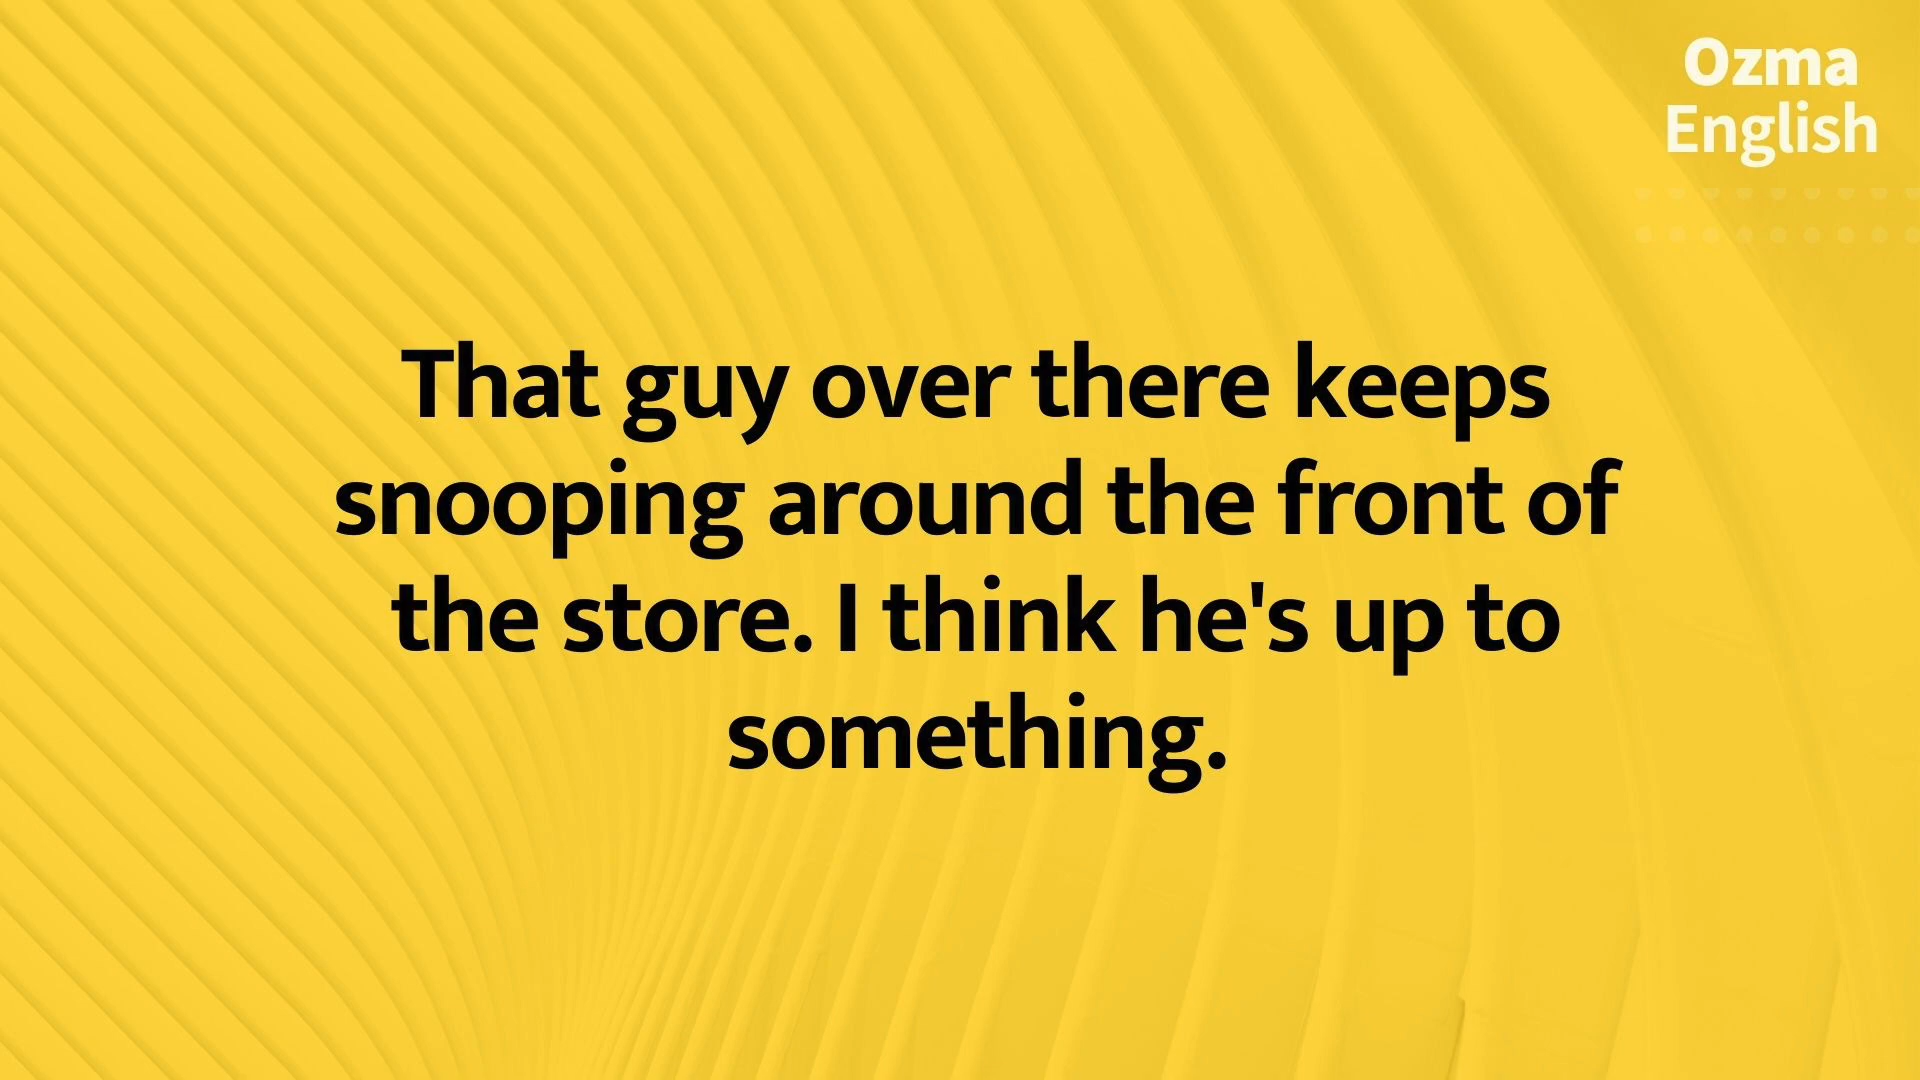 Ozma
English
That guy over there keeps
snooping around the front of
the store. I think he's up to
something.